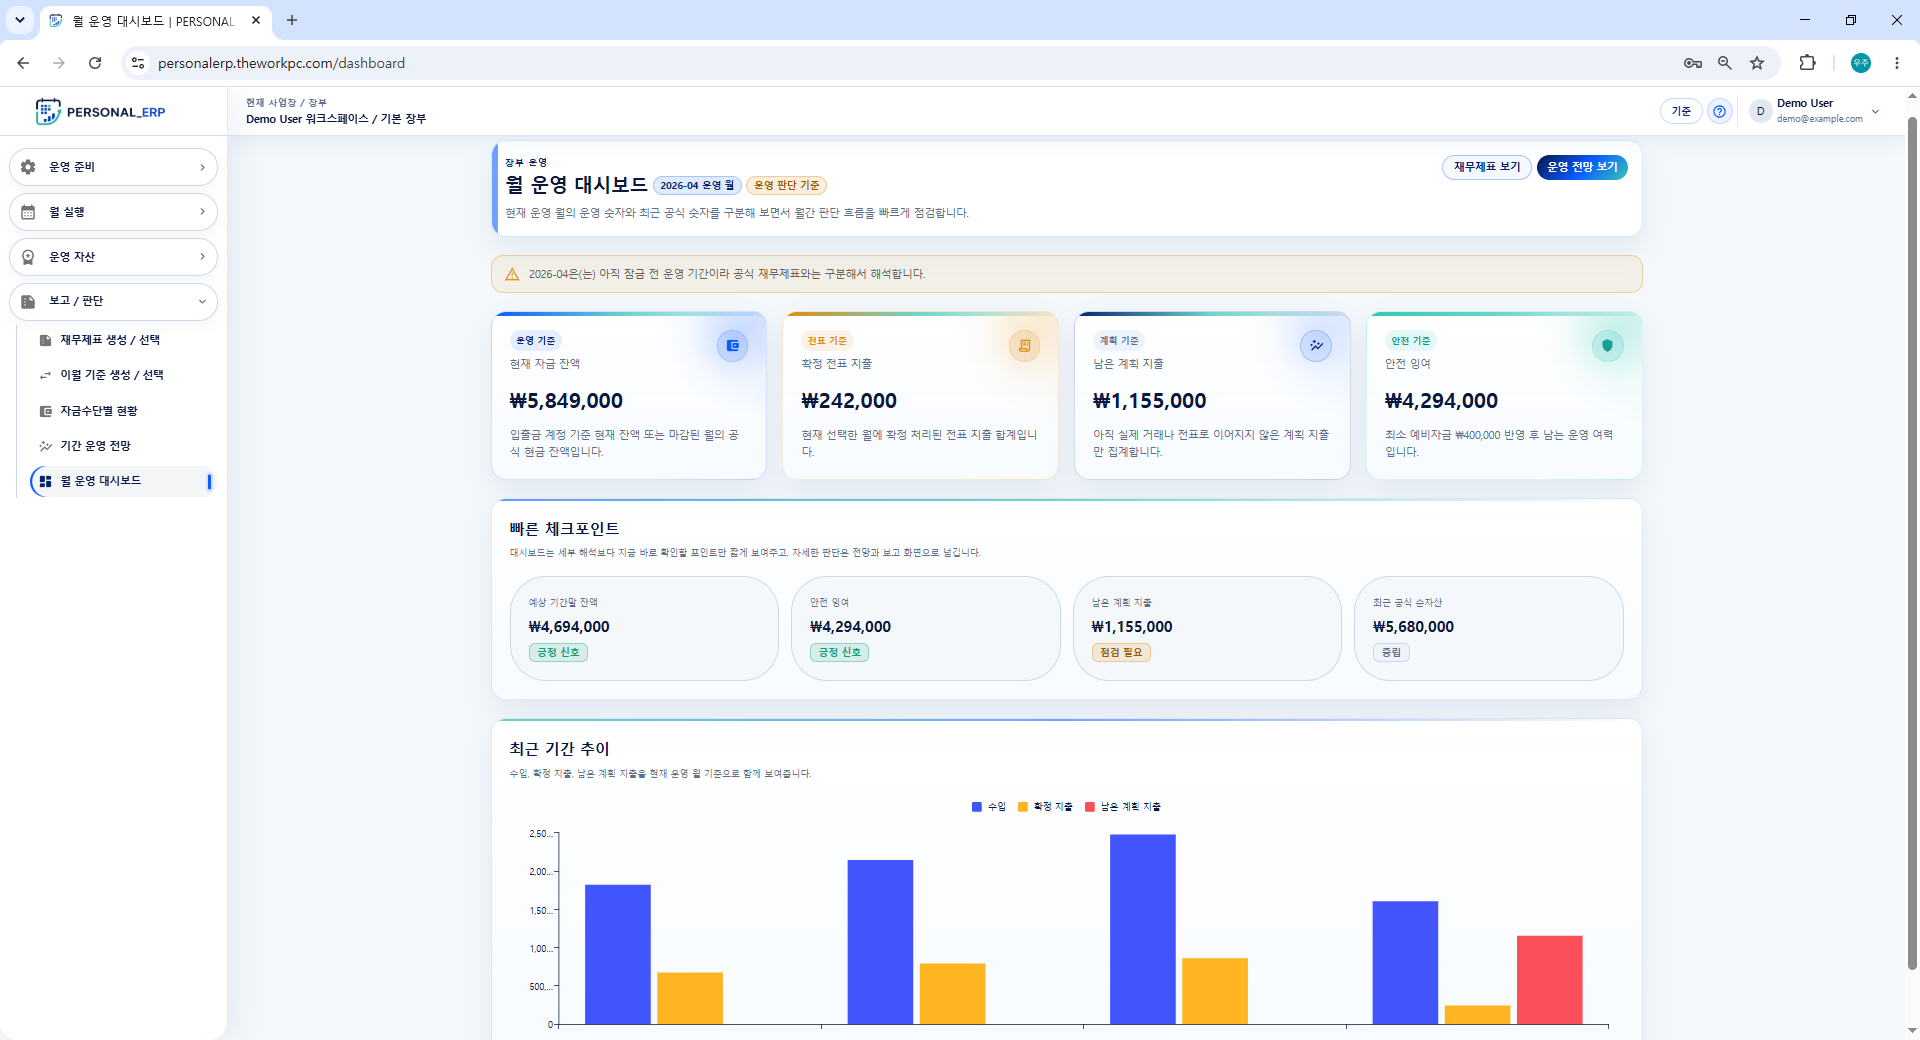 월 운영 대시보드 | PERSONAL
personalerp.theworkpc.com/dashboard
우주
PERSONAL_ERP
현재 사업장 / 장부
Demo User 워크스페이스 / 기본 장부
기준
D
Demo User
demo@example.com
운영 준비
월 실행
운영 자산
보고 / 판단
재무제표 생성 / 선택
이월 기준 생성 / 선택
자금수단별 현황
기간 운영 전망
월 운영 대시보드
장부 운영
월 운영 대시보드 2026-04 운영 월 운영 판단 기준
현재 운영 월의 운영 숫자와 최근 공식 숫자를 구분해 보면서 월간 판단 흐름을 빠르게 점검합니다.
재무제표 보기
운영 전망 보기
2026-04은(는) 아직 잠금 전 운영 기간이라 공식 재무제표와는 구분해서 해석합니다.
운영 기준
현재 자금 잔액
₩5,849,000
입출금 계정 기준 현재 잔액 또는 마감된 월의 공
식 현금 잔액입니다.
전표 기준
확정 전표 지출
₩242,000
현재 선택한 월에 확정 처리된 전표 지출 합계입니
다.
계획 기준
남은 계획 지출
₩1,155,000
아직 실제 거래나 전표로 이어지지 않은 계획 지출
만 집계합니다.
안전 기준
안전 잉여
₩4,294,000
최소 예비자금 ₩400,000 반영 후 남는 운영 여력
입니다.
빠른 체크포인트
대시보드는 세부 해석보다 지금 바로 확인할 포인트만 짧게 보여주고, 자세한 판단은 전망과 보고 화면으로 넘깁니다.
예상 기간말 잔액
₩4,694,000
긍정 신호
안전 잉여
₩4,294,000
긍정 신호
남은 계획 지출
₩1,155,000
점검 필요
최근 공식 순자산
₩5,680,000
중립
최근 기간 추이
수입, 확정 지출, 남은 계획 지출을 현재 운영 월 기준으로 함께 보여줍니다.
수입 확정 지출 남은 계획 지출
2,50...
2,00...
1,50...
1,00...
500,...
0